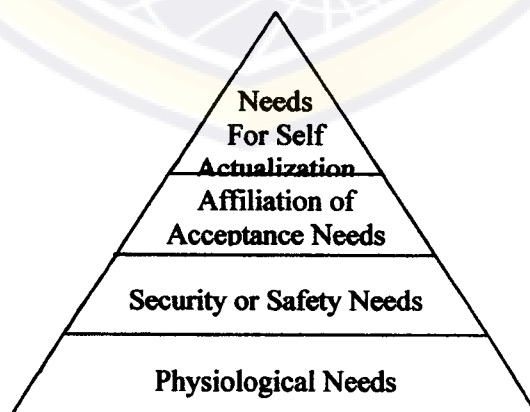 Needs
For Self
Actualization
Affiliation of
Acceptance Needs
Security or Safety Needs
Physiological Needs